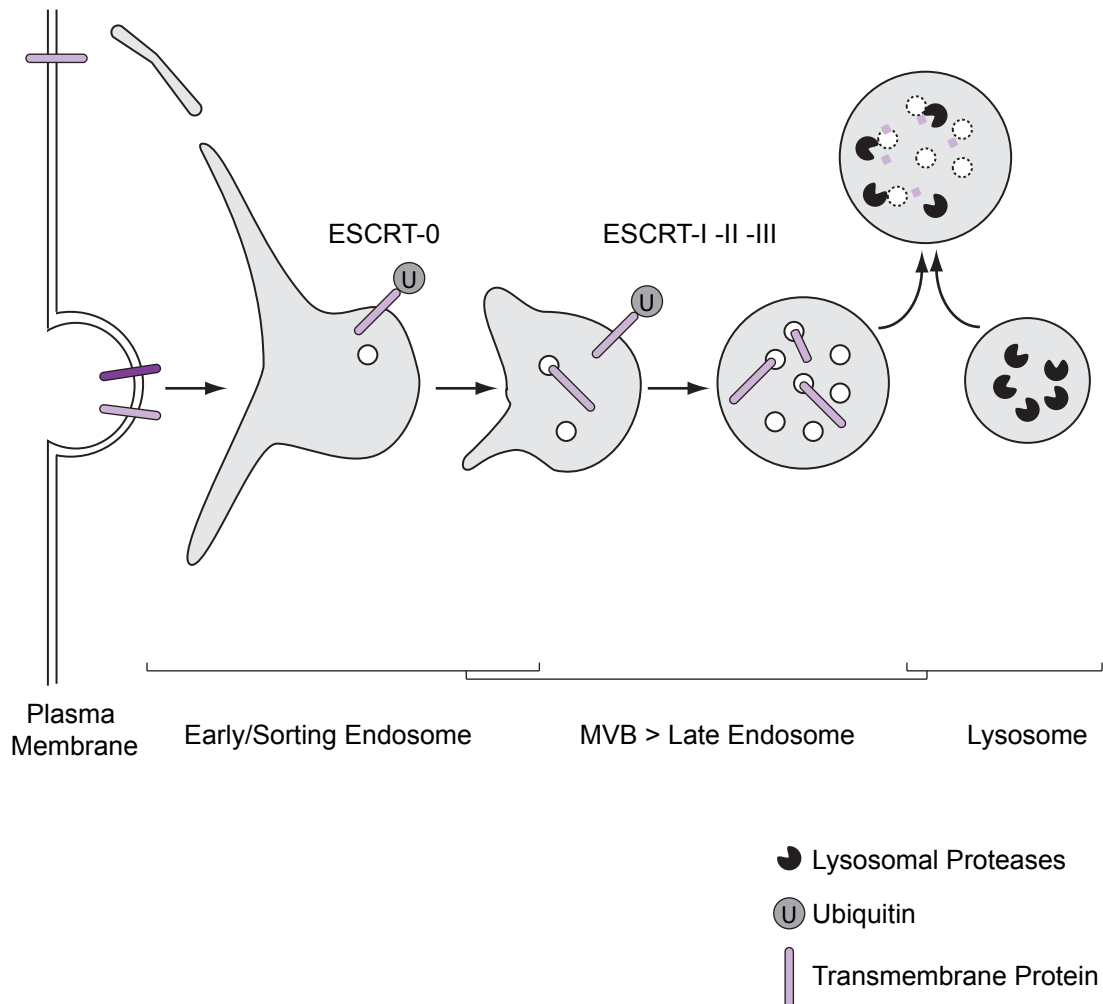 ESCRT-0
ESCRT-I -II -III
U
U
Plasma
Membrane
Early/Sorting Endosome
MVB > Late Endosome
Lysosome
Lysosomal Proteases
U
Ubiquitin
Transmembrane Protein